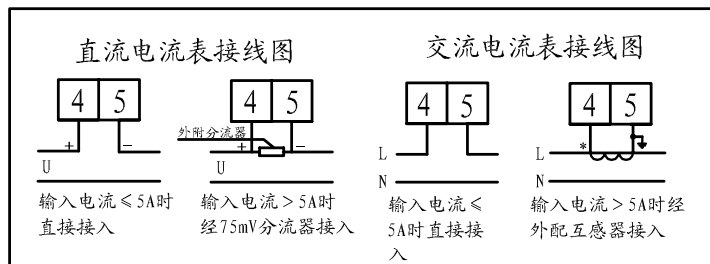 直流电流表接线图
交流电流表接线图
4 5
4 5
4 5
4 5
外附分流器
+ −
+ −
U
U
L
N
*
L
N
输入电流≤5A时
直接接入
输入电流>5A时
经75mV分流器接入
输入电流≤
5A时直接接
入
输入电流>5A时经
外配互感器接入